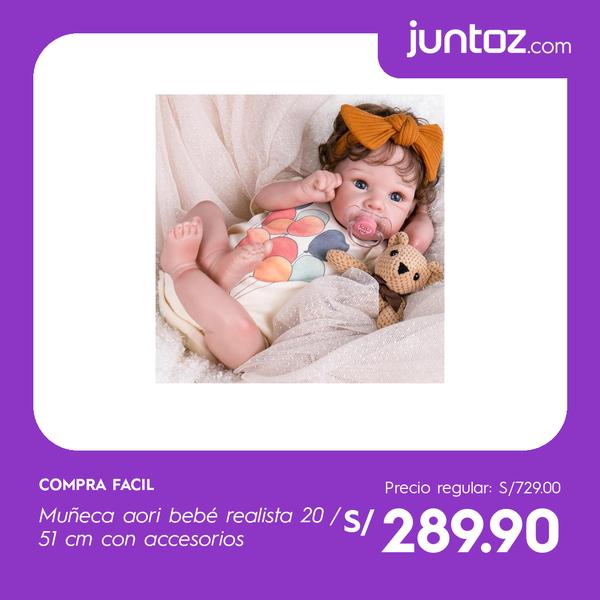 juntoz.com
COMPRA FACIL
Precio regular: S/729.00
Muñeca aori bebé realista 20 /
51 cm con accesorios
S/ 289.90